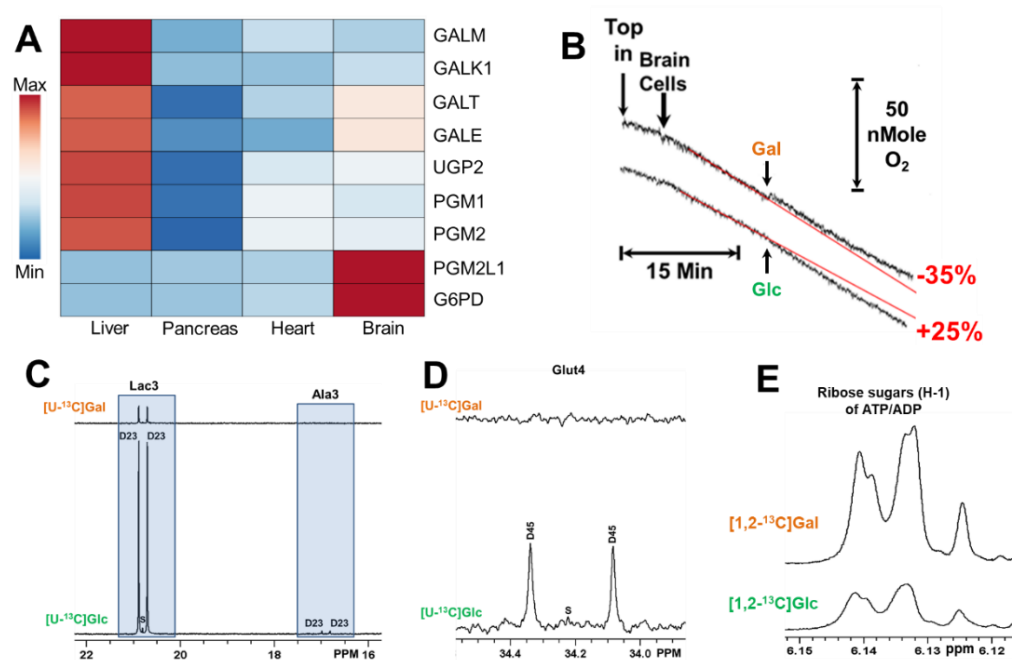 A
Max
Min
GALM
GALK1
GALT
GALE
UGP2
PGM1
PGM2
PGM2L1
G6PD
Liver Pancreas Heart Brain
B
Top
in
Brain
Cells
Gal
50
nMole
O₂
15 Min
Glc
-35%
+25%
C
Lac3
Ala3
[U-¹³C]Gal
D23 D23
[U-¹³C]Glc
S
D23 D23
22 20 18 PPM 16
D
Glut4
[U-¹³C]Gal
D45
D45
S
[U-¹³C]Glc
34.4 34.2 34.0 PPM
E
Ribose sugars (H-1)
of ATP/ADP
[1,2-¹³C]Gal
[1,2-¹³C]Glc
6.15 6.14 6.13 ppm 6.12